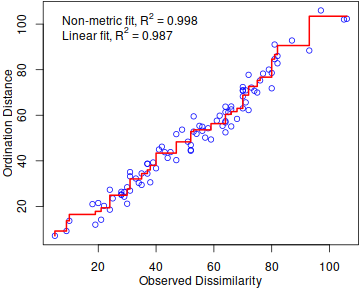 Non-metric fit, R² = 0.998
Linear fit, R² = 0.987
Ordination Distance
100
80
60
40
20
20 40 60 80 100
Observed Dissimilarity